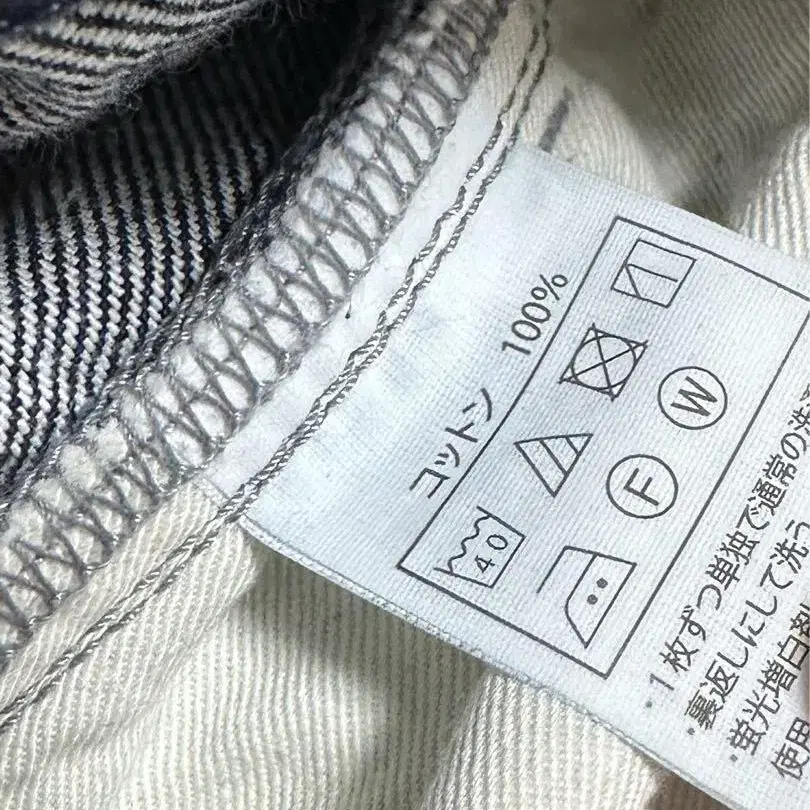 コットン 100%
40
F
W
・1枚ずつ単独で通常の洗
・裏返しにして洗う
・蛍光増白剤
使用